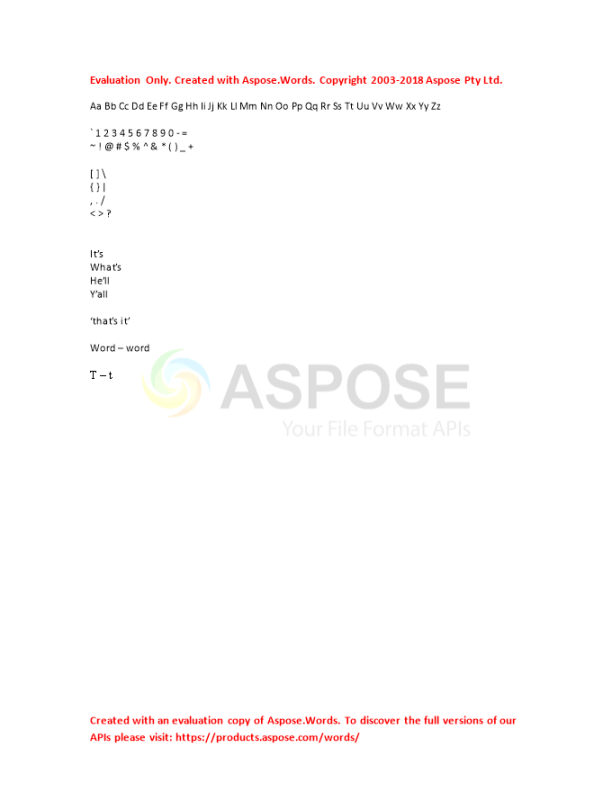 Evaluation Only. Created with Aspose.Words. Copyright 2003-2018 Aspose Pty Ltd.
Aa Bb Cc Dd Ee Ff Gg Hh Ii Jj Kk Ll Mm Nn Oo Pp Qq Rr Ss Tt Uu Vv Ww Xx Yy Zz
` 1 2 3 4 5 6 7 8 9 0 - =
~ ! @ # $ % ^ & * ( ) _ +
[ ] \
{ } |
, . /
< > ?
It’s
What’s
He’ll
Y’all
‘that’s it’
Word – word
T – t
ASPOSE
Your File Format APIs
Created with an evaluation copy of Aspose.Words. To discover the full versions of our
APIs please visit: https://products.aspose.com/words/